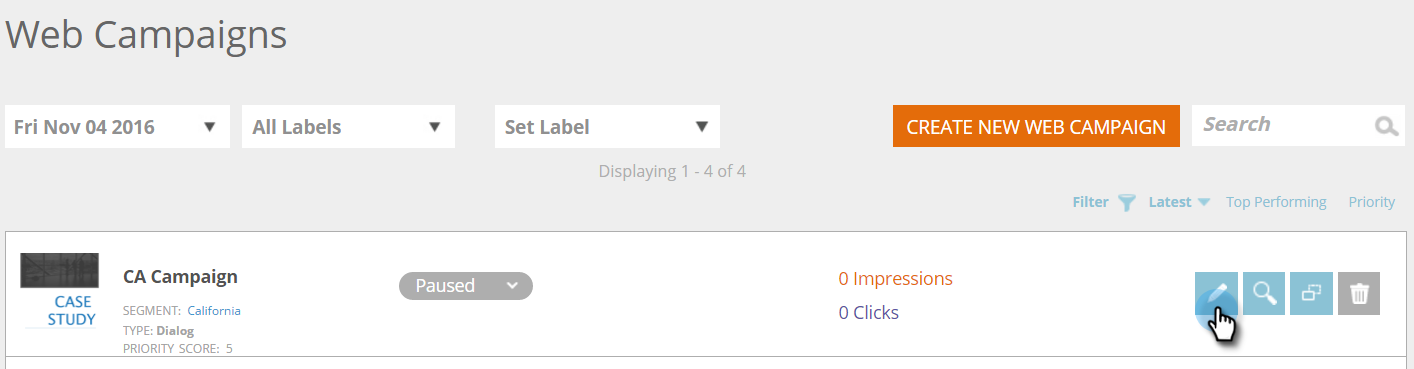 Web Campaigns
Fri Nov 04 2016
All Labels
Set Label
CREATE NEW WEB CAMPAIGN
Search
Displaying 1 - 4 of 4
Filter
Latest
Top Performing
Priority
CASE
STUDY
CA Campaign
SEGMENT: California
TYPE: Dialog
PRIORITY SCORE: 5
Paused
0 Impressions
0 Clicks